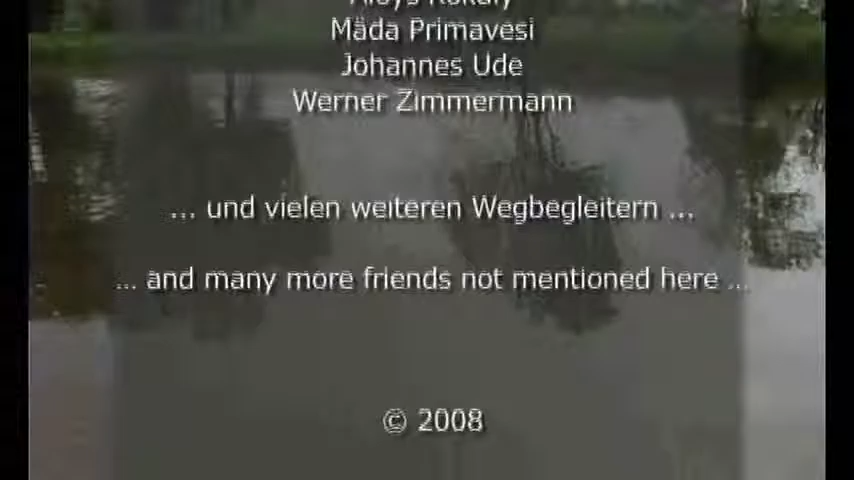 Mäda Primavesi
Johannes Ude
Werner Zimmermann
... und vielen weiteren Wegbegleitern ...
... and many more friends not mentioned here ...
© 2008